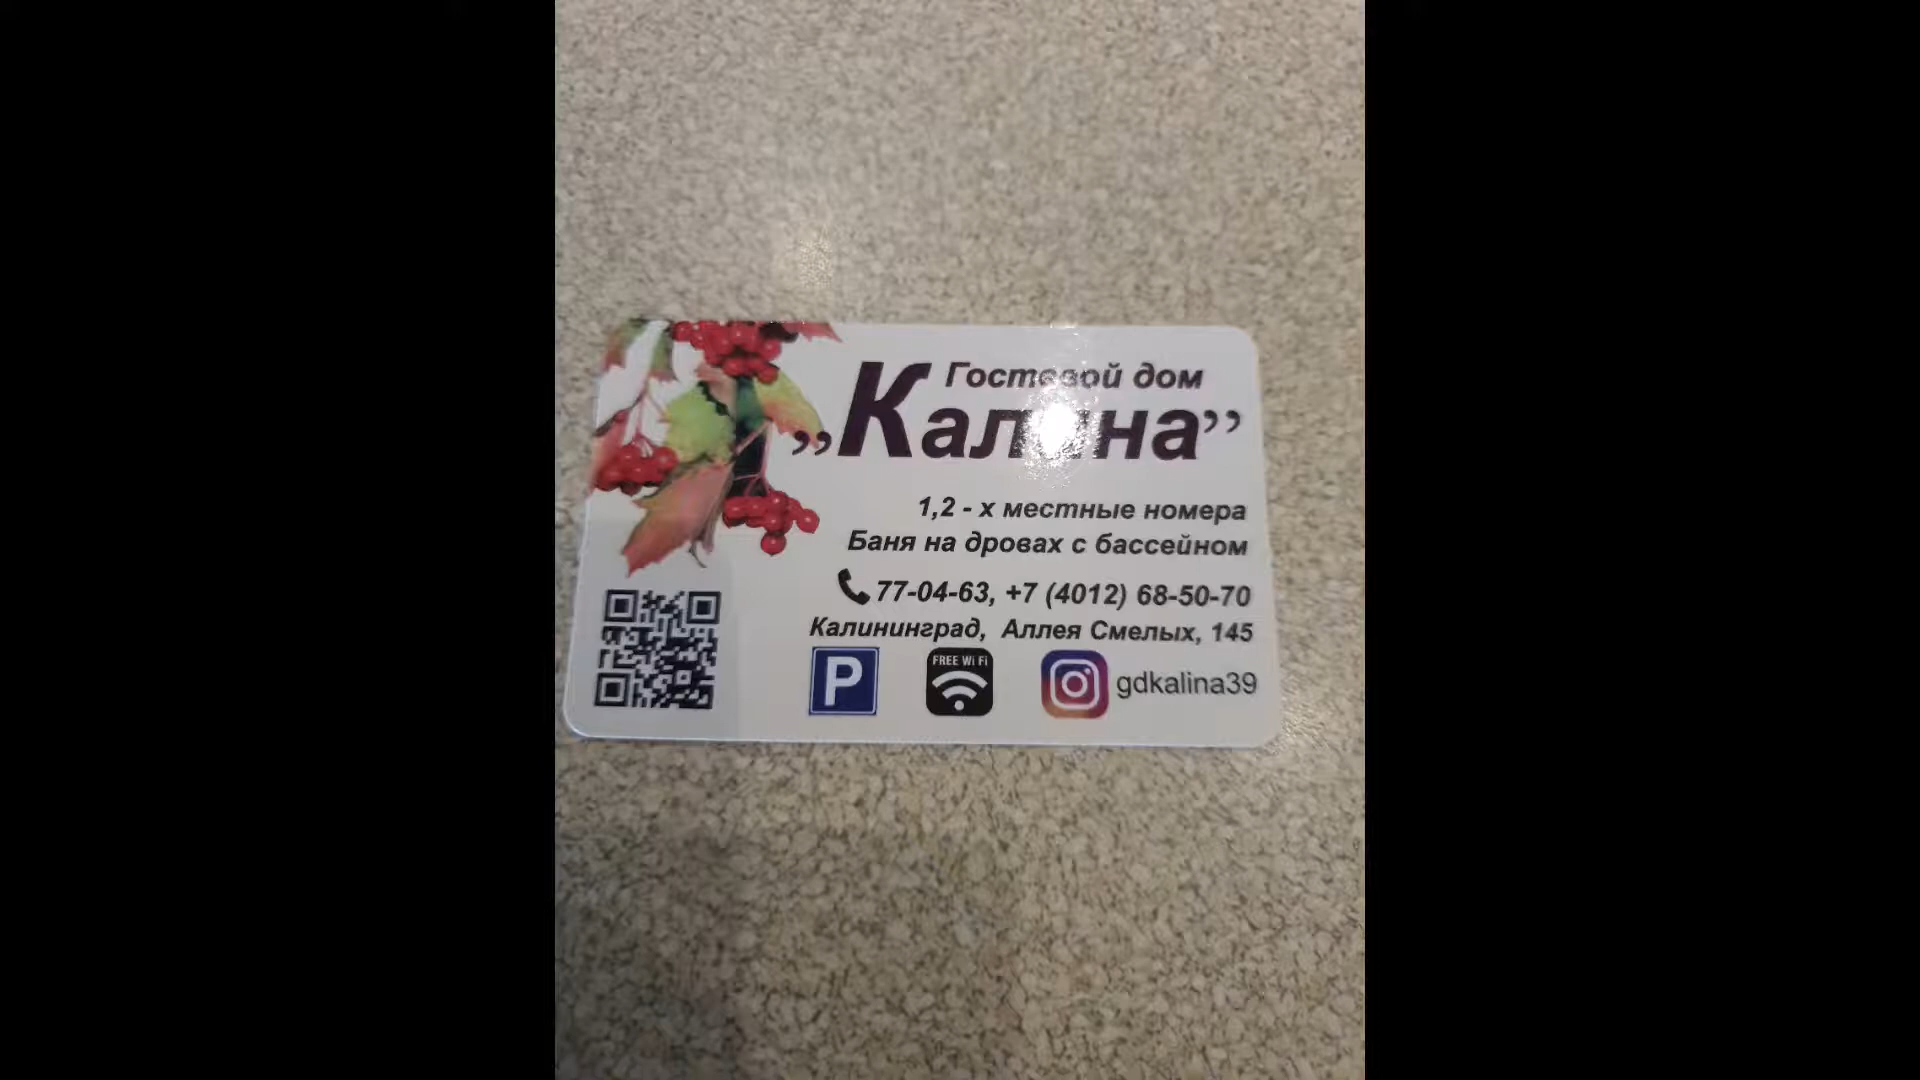 Гостевой дом
„Калина”
1,2 - х местные номера
Баня на дровах с бассейном
77-04-63, +7 (4012) 68-50-70
Калининград, Аллея Смелых, 145
P
FREE Wi Fi
gdkalina39